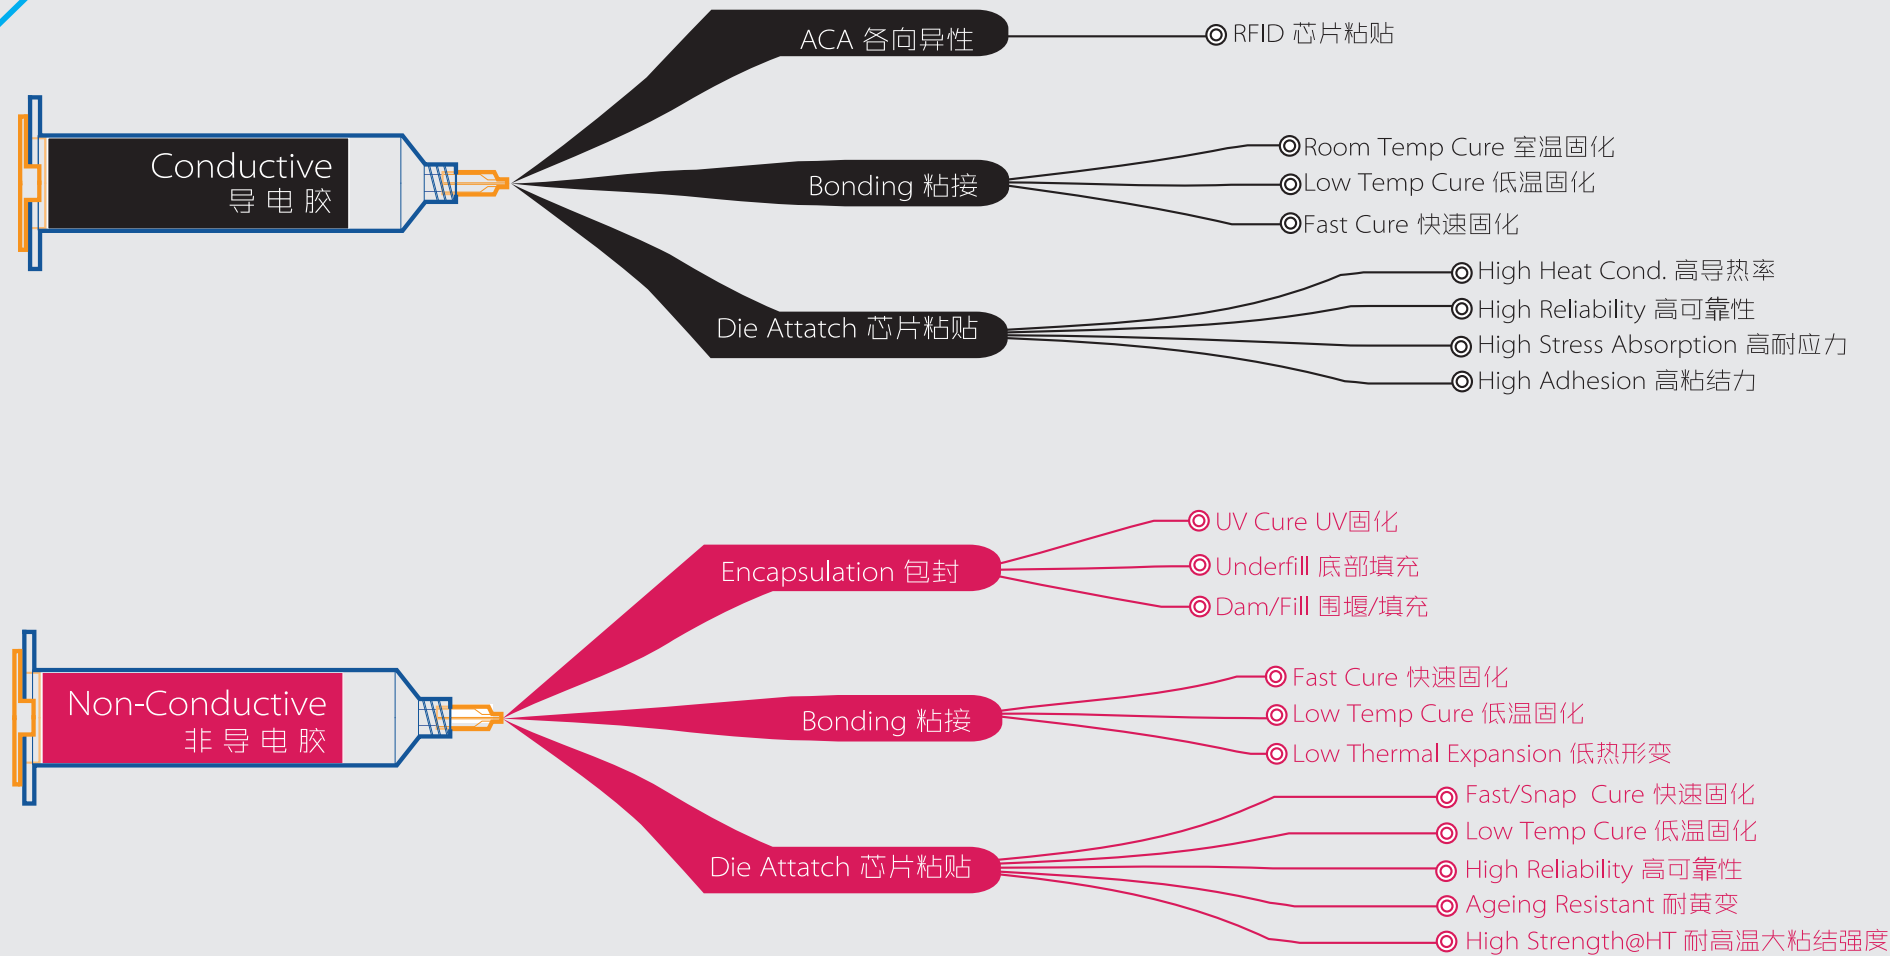 Conductive
导电胶
ACA 各向异性
RFID 芯片粘贴
Bonding 粘接
Room Temp Cure 室温固化
Low Temp Cure 低温固化
Fast Cure 快速固化
Die Attatch 芯片粘贴
High Heat Cond. 高导热率
High Reliability 高可靠性
High Stress Absorption 高耐应力
High Adhesion 高粘结力
Non-Conductive
非导电胶
Encapsulation 包封
UV Cure UV固化
Underfill 底部填充
Dam/Fill 围堰/填充
Bonding 粘接
Fast Cure 快速固化
Low Temp Cure 低温固化
Low Thermal Expansion 低热形变
Die Attatch 芯片粘贴
Fast/Snap Cure 快速固化
Low Temp Cure 低温固化
High Reliability 高可靠性
Ageing Resistant 耐黄变
High Strength@HT 耐高温大粘结强度